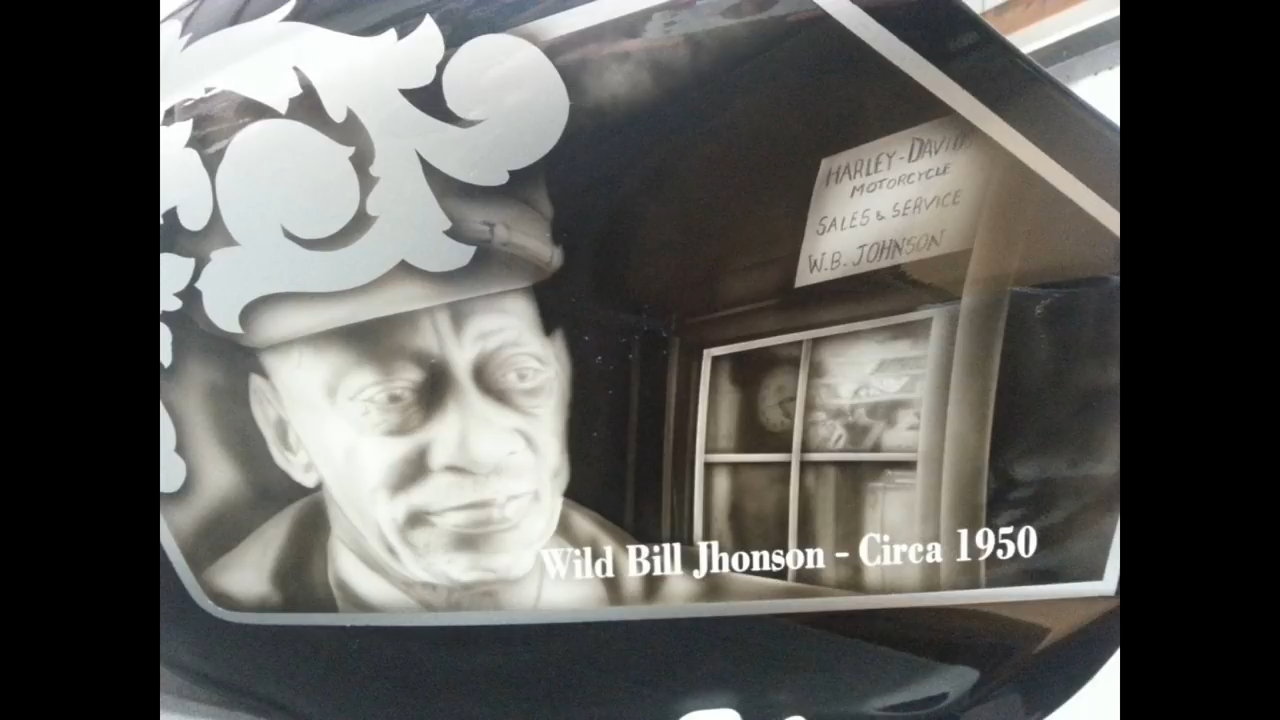 HARLEY-DAVID
MOTORCYCLE
SALES & SERVICE
W.B. JOHNSON
Wild Bill Jhonson - Circa 1950